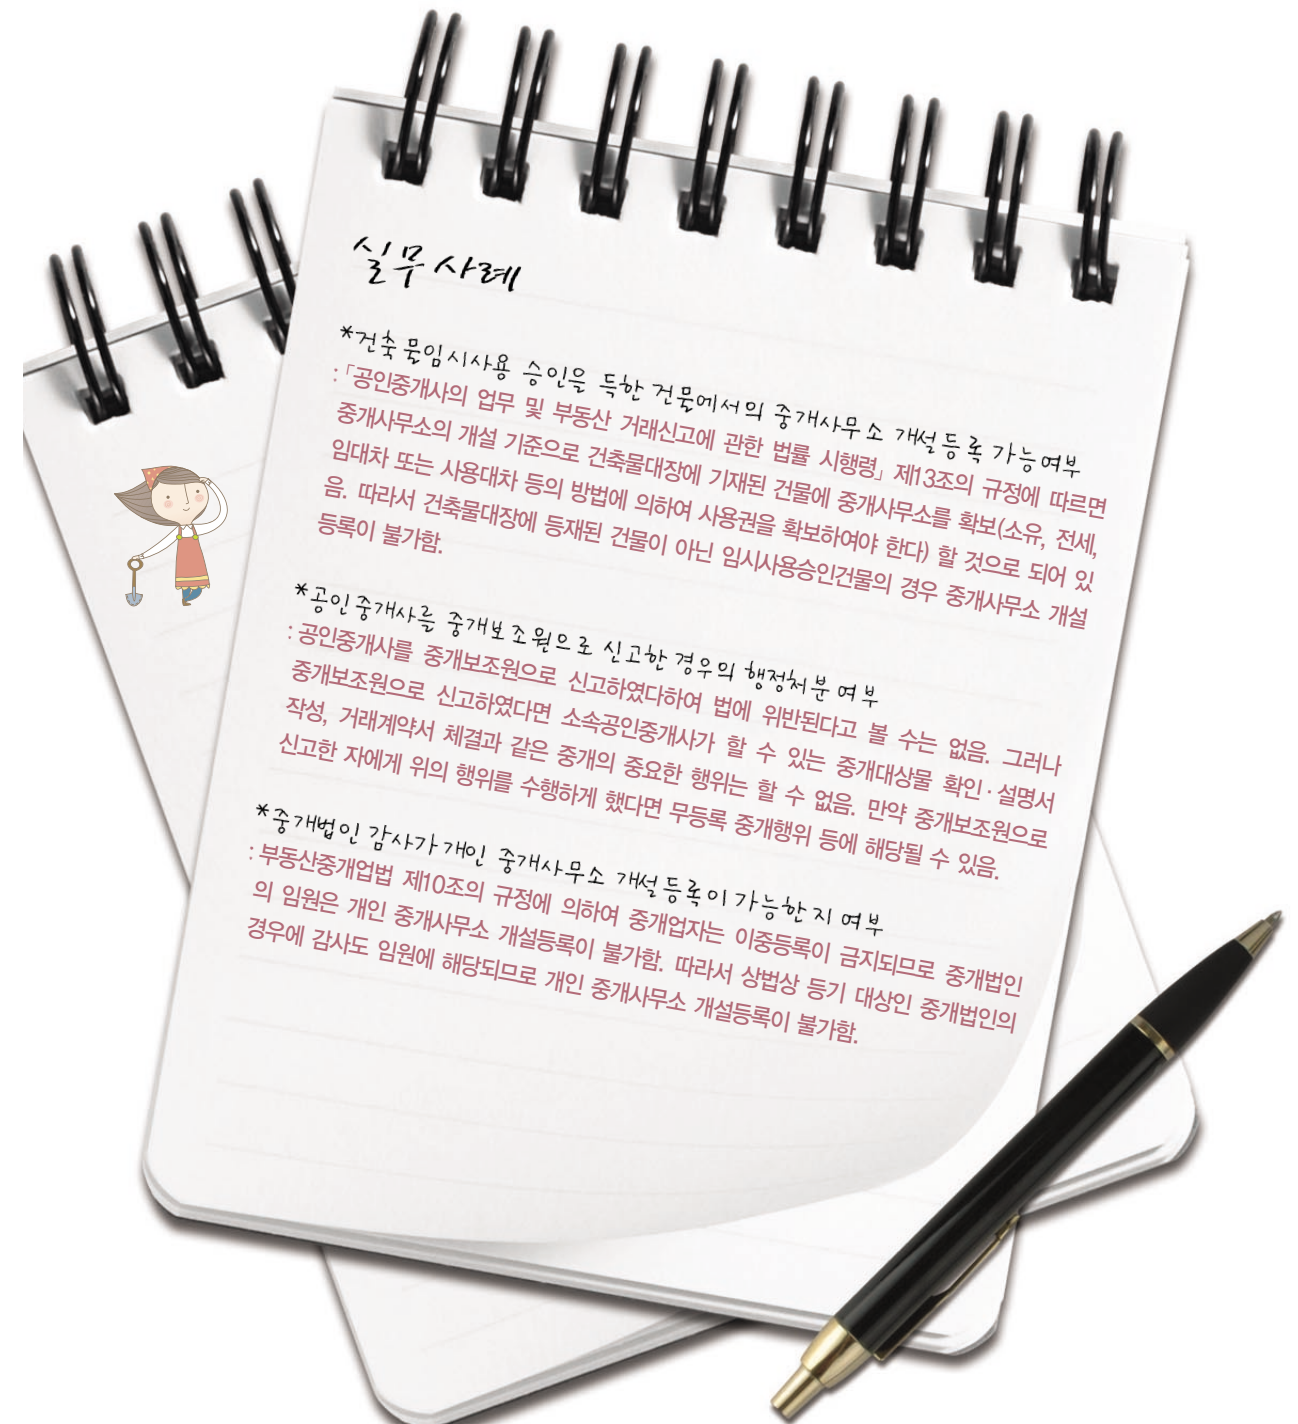 실무사례
*건축물임시사용 승인을 득한 건물에서의 중개사무소 개설등록 가능여부
: 「공인중개사의 업무 및 부동산 거래신고에 관한 법률 시행령」 제13조의 규정에 따르면
중개사무소의 개설 기준으로 건축물대장에 기재된 건물에 중개사무소를 확보(소유, 전세,
임대차 또는 사용대차 등의 방법에 의하여 사용권을 확보하여야 한다) 할 것으로 되어 있
음. 따라서 건축물대장에 등재된 건물이 아닌 임시사용승인건물의 경우 중개사무소 개설
등록이 불가함.
*공인중개사를 중개보조원으로 신고한 경우의 행정처분 여부
: 공인중개사를 중개보조원으로 신고하였다하여 법에 위반된다고 볼 수는 없음. 그러나
중개보조원으로 신고하였다면 소속공인중개사가 할 수 있는 중개대상물 확인·설명서
작성, 거래계약서 체결과 같은 중개의 중요한 행위는 할 수 없음. 만약 중개보조원으로
신고한 자에게 위의 행위를 수행하게 했다면 무등록 중개행위 등에 해당될 수 있음.
*중개법인 감사가 개인 중개사무소 개설등록이 가능한지 여부
: 부동산중개업법 제10조의 규정에 의하여 중개업자는 이중등록이 금지되므로 중개법인
의 임원은 개인 중개사무소 개설등록이 불가함. 따라서 상법상 등기 대상인 중개법인의
경우에 감사도 임원에 해당되므로 개인 중개사무소 개설등록이 불가함.